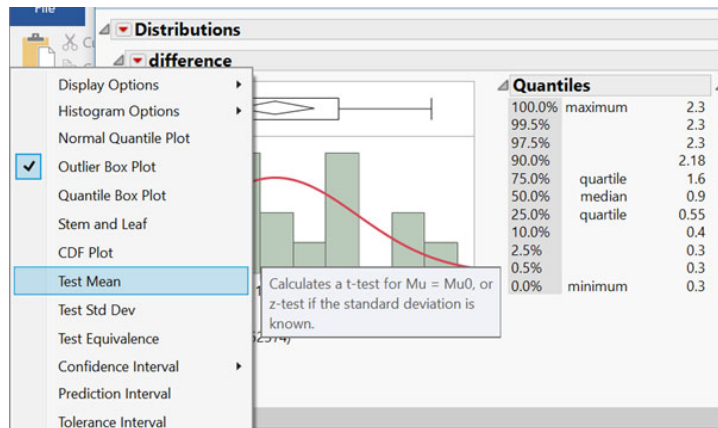 File
Distributions
difference
Display Options
Histogram Options
Normal Quantile Plot
Outlier Box Plot
Quantile Box Plot
Stem and Leaf
CDF Plot
Test Mean
Test Std Dev
Test Equivalence
Confidence Interval
Prediction Interval
Tolerance Interval
Calculates a t-test for Mu = Mu0, or
z-test if the standard deviation is
known.
Quantiles
100.0% maximum 2.3
99.5% 2.3
97.5% 2.3
90.0% 2.18
75.0% quartile 1.6
50.0% median 0.9
25.0% quartile 0.55
10.0% 0.4
2.5% 0.3
0.5% 0.3
0.0% minimum 0.3